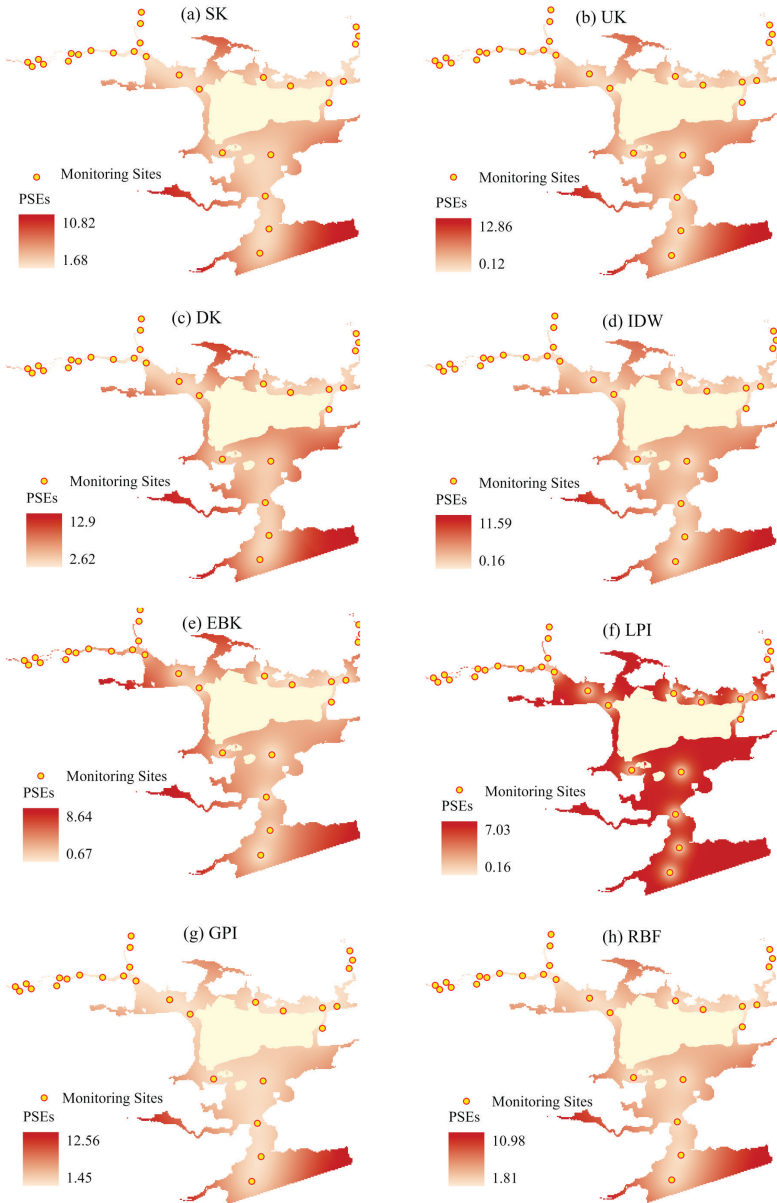 (a) SK
Monitoring Sites
PSEs
10.82
1.68
(b) UK
Monitoring Sites
PSEs
12.86
0.12
(c) DK
Monitoring Sites
PSEs
12.9
2.62
(d) IDW
Monitoring Sites
PSEs
11.59
0.16
(e) EBK
Monitoring Sites
PSEs
8.64
0.67
(f) LPI
Monitoring Sites
PSEs
7.03
0.16
(g) GPI
Monitoring Sites
PSEs
12.56
1.45
(h) RBF
Monitoring Sites
PSEs
10.98
1.81